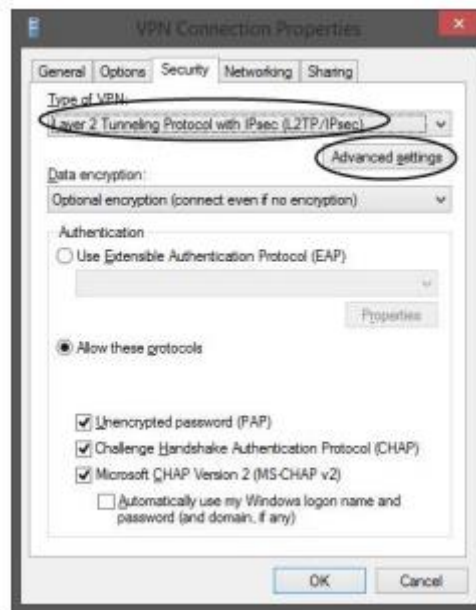 VPN Connection Properties
General Options Security Networking Sharing
Type of VPN:
Layer 2 Tunneling Protocol with IPsec (L2TP/IPsec)
Advanced settings
Data encryption:
Optional encryption (connect even if no encryption)
Authentication
Use Extensible Authentication Protocol (EAP)
Properties
Allow these protocols
Unencrypted password (PAP)
Challenge Handshake Authentication Protocol (CHAP)
Microsoft CHAP Version 2 (MS-CHAP v2)
Automatically use my Windows logon name and
password (and domain, if any)
OK Cancel